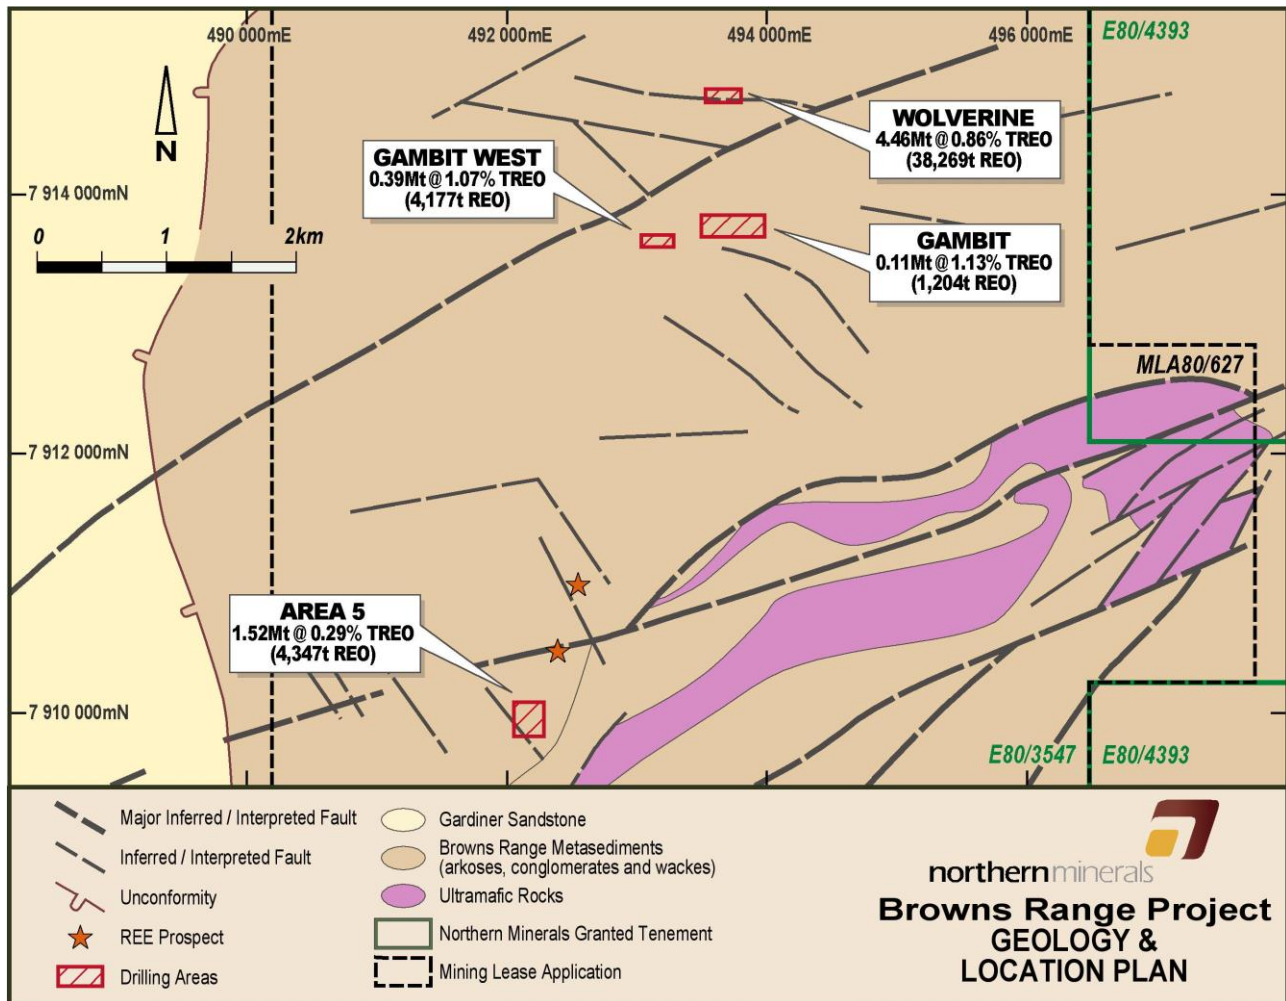 490 000mE
492 000mE
494 000mE
496 000mE
E80/4393
N
WOLVERINE
4.46Mt @ 0.86% TREO
(38,269t REO)
GAMBIT WEST
0.39Mt @ 1.07% TREO
(4,177t REO)
7 914 000mN
0 1 2km
GAMBIT
0.11Mt @ 1.13% TREO
(1,204t REO)
MLA80/627
7 912 000mN
AREA 5
1.52Mt @ 0.29% TREO
(4,347t REO)
7 910 000mN
E80/3547
E80/4393
Major Inferred / Interpreted Fault
Inferred / Interpreted Fault
Unconformity
REE Prospect
Drilling Areas
Gardiner Sandstone
Browns Range Metasediments
(arkoses, conglomerates and wackes)
Ultramafic Rocks
Northern Minerals Granted Tenement
Mining Lease Application
northernminerals
Browns Range Project
GEOLOGY &
LOCATION PLAN